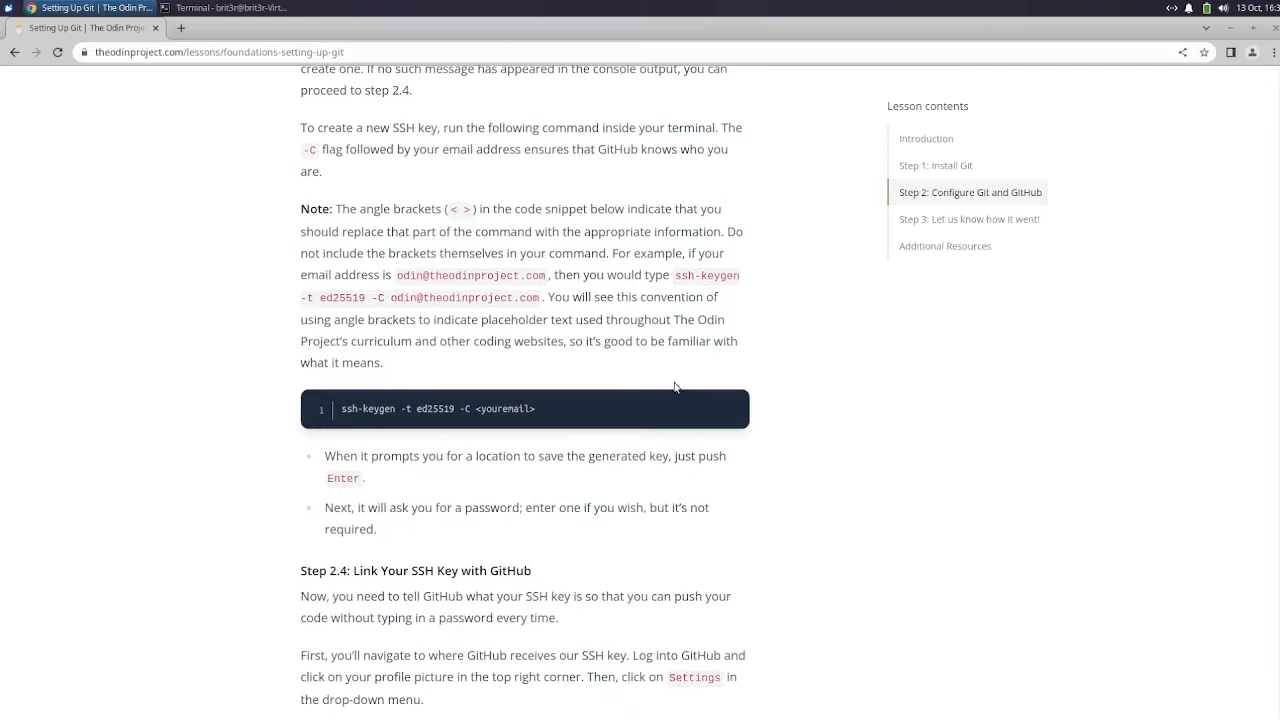 Setting Up Git | The Odin Pr...
Terminal - brit3r@brit3r-Virt...
13 Oct, 16:3
Setting Up Git | The Odin Proje
theodinproject.com/lessons/foundations-setting-up-git
create one. If no such message has appeared in the console output, you can
proceed to step 2.4.
To create a new SSH key, run the following command inside your terminal. The
-C flag followed by your email address ensures that GitHub knows who you
are.
Note: The angle brackets ( < > ) in the code snippet below indicate that you
should replace that part of the command with the appropriate information. Do
not include the brackets themselves in your command. For example, if your
email address is odin@theodinproject.com, then you would type ssh-keygen
-t ed25519 -C odin@theodinproject.com. You will see this convention of
using angle brackets to indicate placeholder text used throughout The Odin
Project's curriculum and other coding websites, so it's good to be familiar with
what it means.
1 ssh-keygen -t ed25519 -C <youremail>
When it prompts you for a location to save the generated key, just push
Enter.
Next, it will ask you for a password; enter one if you wish, but it's not
required.
Step 2.4: Link Your SSH Key with GitHub
Now, you need to tell GitHub what your SSH key is so that you can push your
code without typing in a password every time.
First, you'll navigate to where GitHub receives our SSH key. Log into GitHub and
click on your profile picture in the top right corner. Then, click on Settings in
the drop-down menu.
Lesson contents
Introduction
Step 1: Install Git
Step 2: Configure Git and GitHub
Step 3: Let us know how it went!
Additional Resources